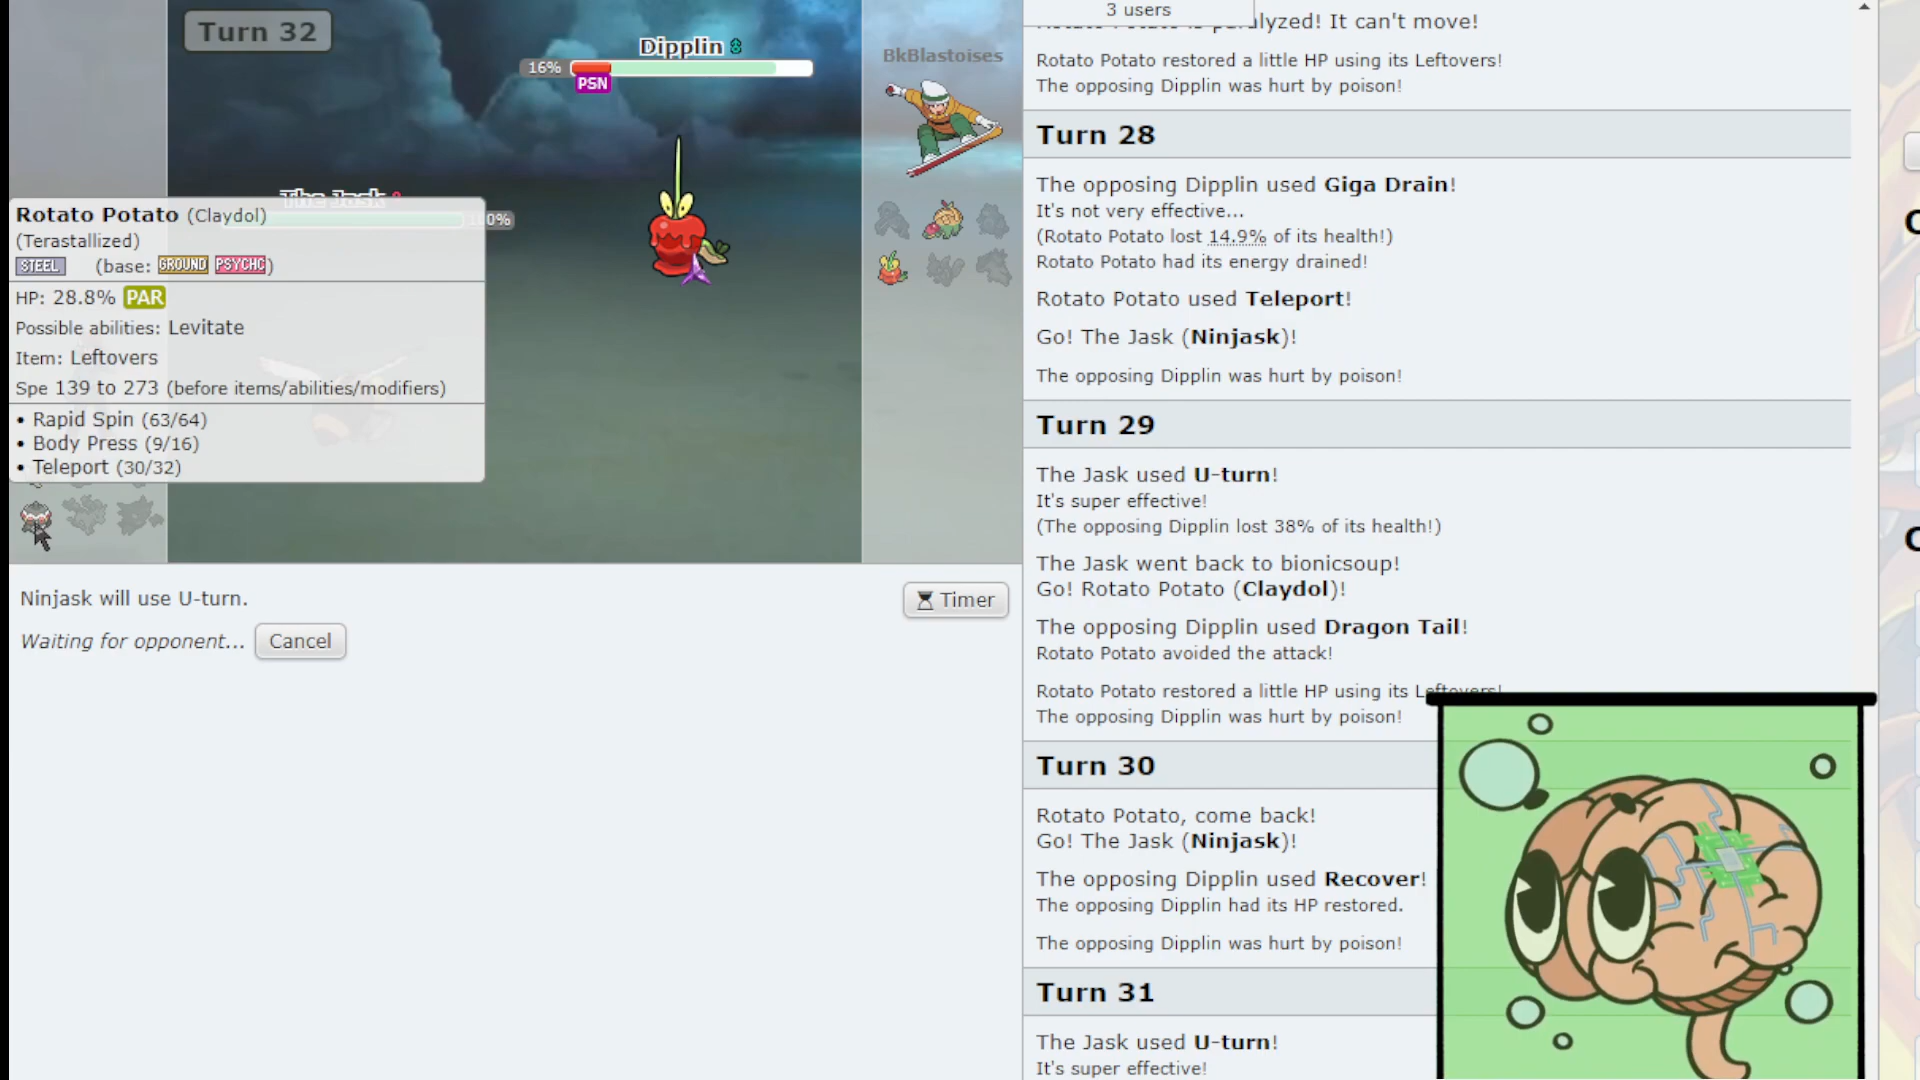 Turn 32
Dipplin
16%
PSN
BkBlastoises
The Jask
Rotato Potato (Claydol)
(Terastallized)
STEEL (base: GROUND PSYCHC)
HP: 28.8% PAR
Possible abilities: Levitate
Item: Leftovers
Spe 139 to 273 (before items/abilities/modifiers)
• Rapid Spin (63/64)
• Body Press (9/16)
• Teleport (30/32)
Ninjask will use U-turn.
Timer
Waiting for opponent... Cancel
3 users
Rotato Potato is paralyzed! It can't move!
Rotato Potato restored a little HP using its Leftovers!
The opposing Dipplin was hurt by poison!
Turn 28
The opposing Dipplin used Giga Drain!
It's not very effective...
(Rotato Potato lost 14.9% of its health!)
Rotato Potato had its energy drained!
Rotato Potato used Teleport!
Go! The Jask (Ninjask)!
The opposing Dipplin was hurt by poison!
Turn 29
The Jask used U-turn!
It's super effective!
(The opposing Dipplin lost 38% of its health!)
The Jask went back to bionicsoup!
Go! Rotato Potato (Claydol)!
The opposing Dipplin used Dragon Tail!
Rotato Potato avoided the attack!
Rotato Potato restored a little HP using its Leftovers!
The opposing Dipplin was hurt by poison!
Turn 30
Rotato Potato, come back!
Go! The Jask (Ninjask)!
The opposing Dipplin used Recover!
The opposing Dipplin had its HP restored.
The opposing Dipplin was hurt by poison!
Turn 31
The Jask used U-turn!
It's super effective!